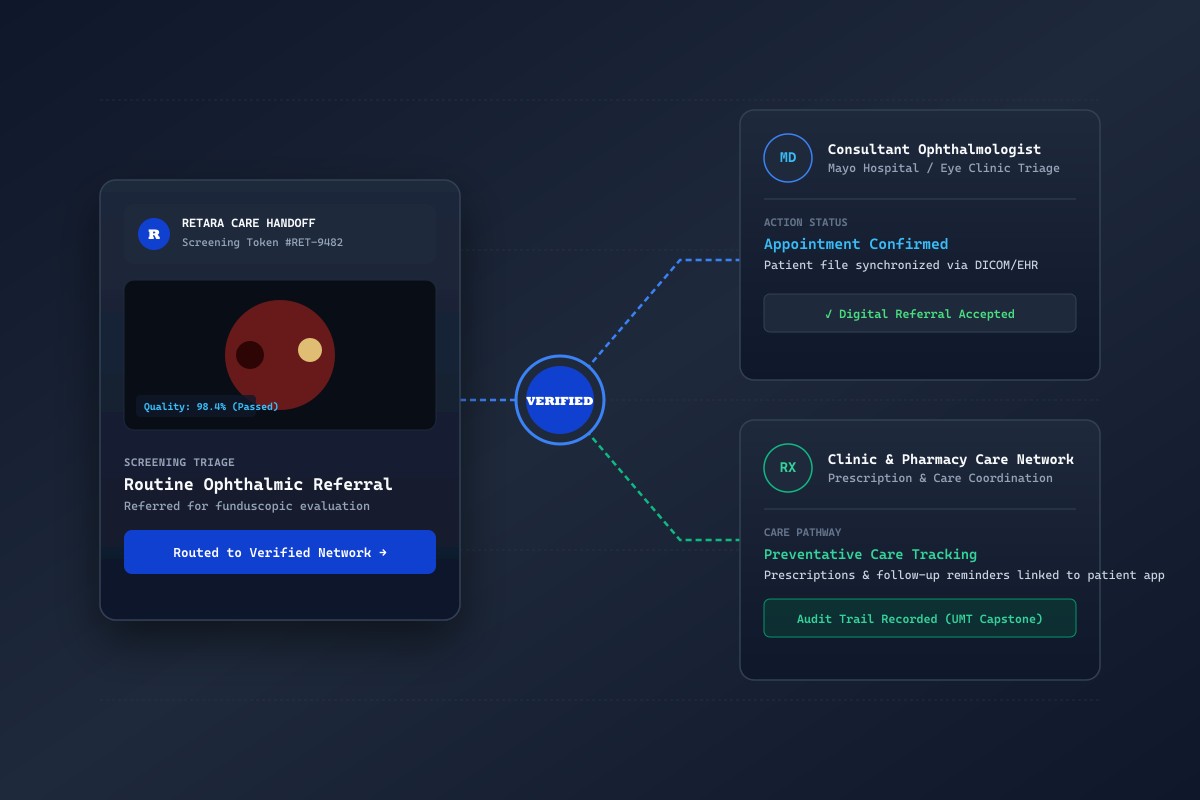 R
RETARA CARE HANDOFF
Screening Token #RET-9482
Quality: 98.4% (Passed)
SCREENING TRIAGE
Routine Ophthalmic Referral
Referred for funduscopic evaluation
Routed to Verified Network →
VERIFIED
MD
Consultant Ophthalmologist
Mayo Hospital / Eye Clinic Triage
ACTION STATUS
Appointment Confirmed
Patient file synchronized via DICOM/EHR
✓ Digital Referral Accepted
RX
Clinic & Pharmacy Care Network
Prescription & Care Coordination
CARE PATHWAY
Preventative Care Tracking
Prescriptions & follow-up reminders linked to patient app
Audit Trail Recorded (UMT Capstone)